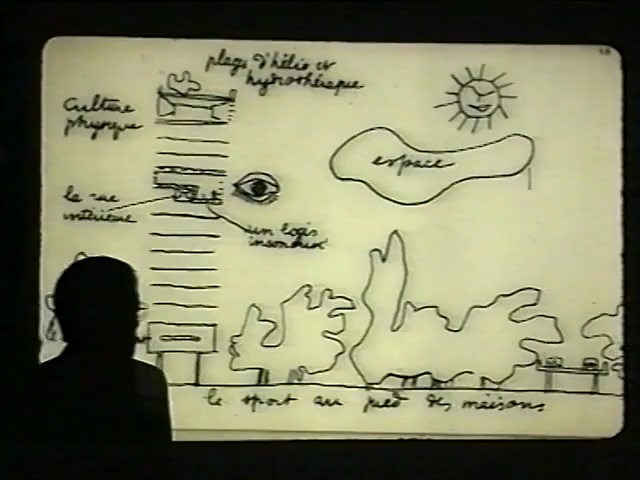 plage d'hélio et
hydrothérapie
Culture
physique
espace
la rue
intérieure
un logis
insonorisé
le sport au pied des maisons